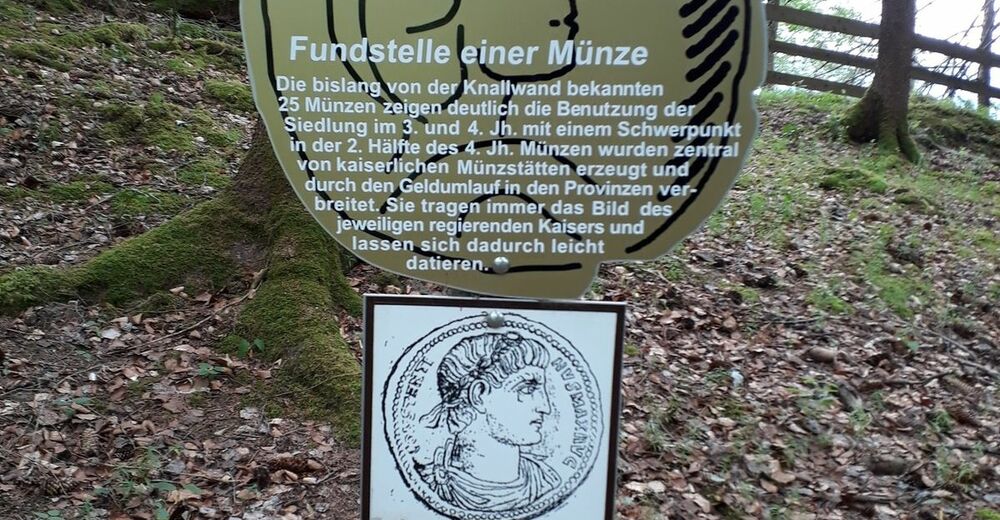 Fundstelle einer Münze
Die bislang von der Knallwand bekannten
25 Münzen zeigen deutlich die Benutzung der
Siedlung im 3. und 4. Jh. mit einem Schwerpunkt
in der 2. Hälfte des 4. Jh. Münzen wurden zentral
von kaiserlichen Münzstätten erzeugt und
durch den Geldumlauf in den Provinzen ver-
breitet. Sie tragen immer das Bild des
jeweiligen regierenden Kaisers und
lassen sich dadurch leicht
datieren.